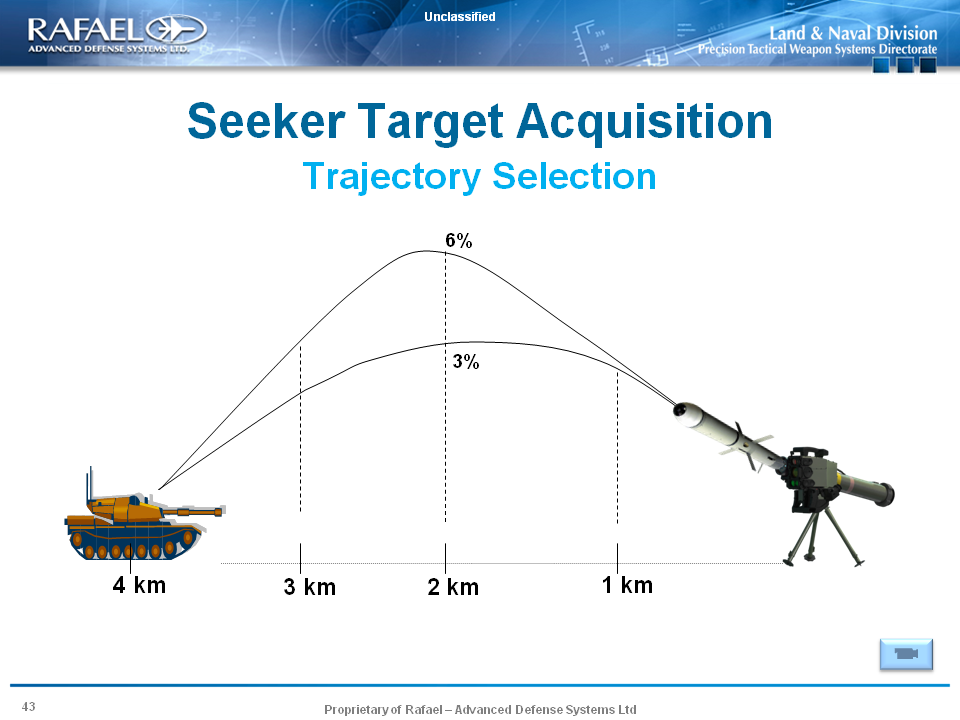 Unclassified
RAFAEL
ADVANCED DEFENSE SYSTEMS LTD.
Land & Naval Division
Precision Tactical Weapon Systems Directorate
Seeker Target Acquisition
Trajectory Selection
6%
3%
4 km
3 km
2 km
1 km
43
Proprietary of Rafael – Advanced Defense Systems Ltd